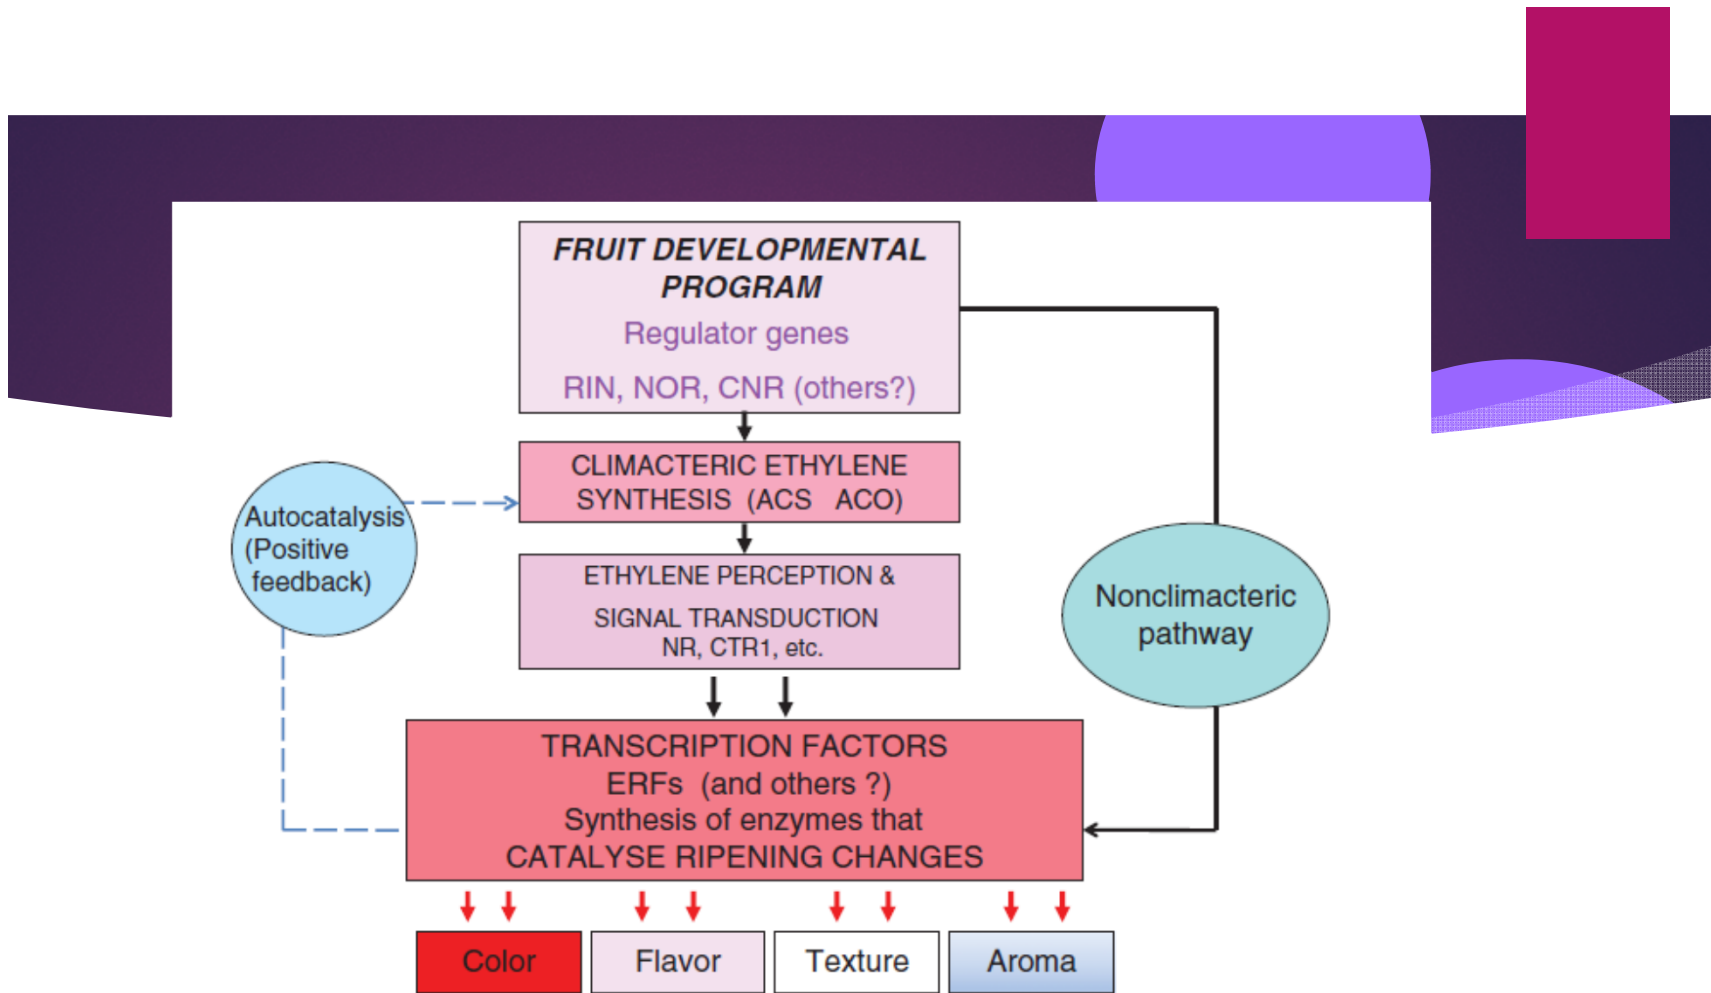 FRUIT DEVELOPMENTAL
PROGRAM
Regulator genes
RIN, NOR, CNR (others?)
CLIMACTERIC ETHYLENE
SYNTHESIS (ACS ACO)
Autocatalysis
(Positive
feedback)
ETHYLENE PERCEPTION &
SIGNAL TRANSDUCTION
NR, CTR1, etc.
Nonclimacteric
pathway
TRANSCRIPTION FACTORS
ERFs (and others ?)
Synthesis of enzymes that
CATALYSE RIPENING CHANGES
Color
Flavor
Texture
Aroma